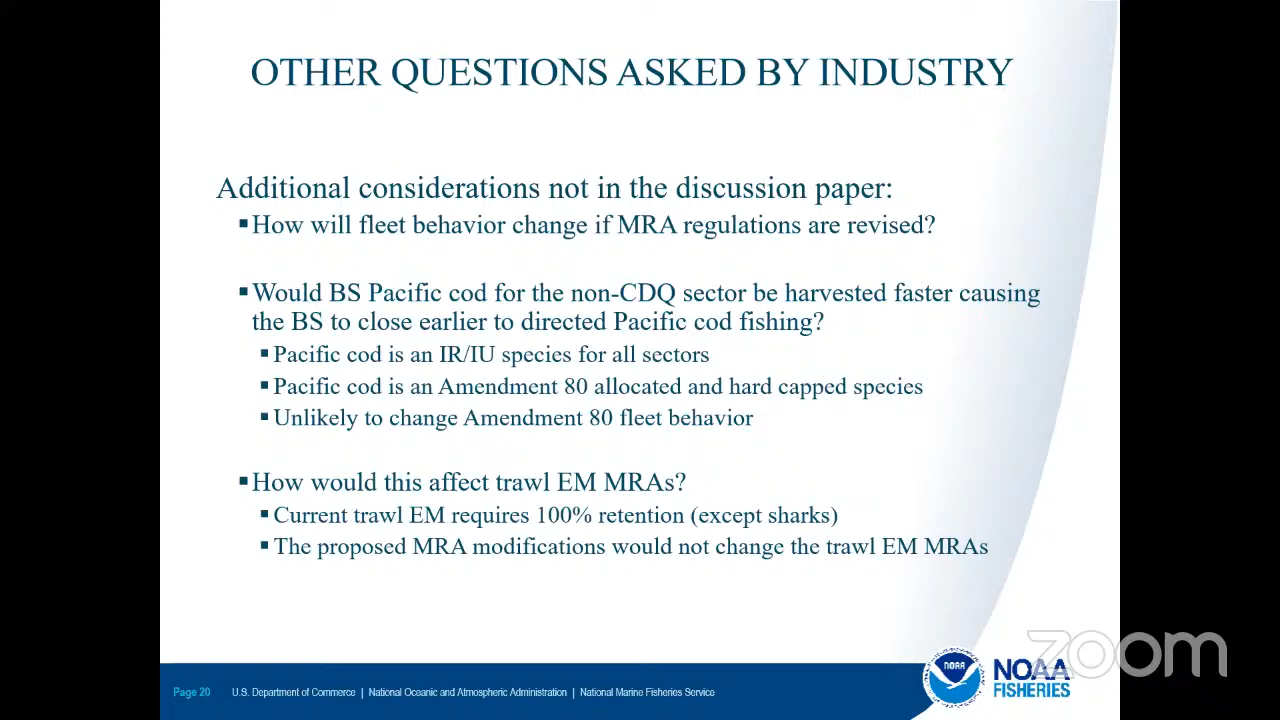 OTHER QUESTIONS ASKED BY INDUSTRY
Additional considerations not in the discussion paper:
▪How will fleet behavior change if MRA regulations are revised?
▪Would BS Pacific cod for the non-CDQ sector be harvested faster causing
the BS to close earlier to directed Pacific cod fishing?
▪Pacific cod is an IR/IU species for all sectors
▪Pacific cod is an Amendment 80 allocated and hard capped species
▪Unlikely to change Amendment 80 fleet behavior
▪How would this affect trawl EM MRAs?
▪Current trawl EM requires 100% retention (except sharks)
▪The proposed MRA modifications would not change the trawl EM MRAs
zoom
Page 20 U.S. Department of Commerce | National Oceanic and Atmospheric Administration | National Marine Fisheries Service
NOAA
NOAA
FISHERIES